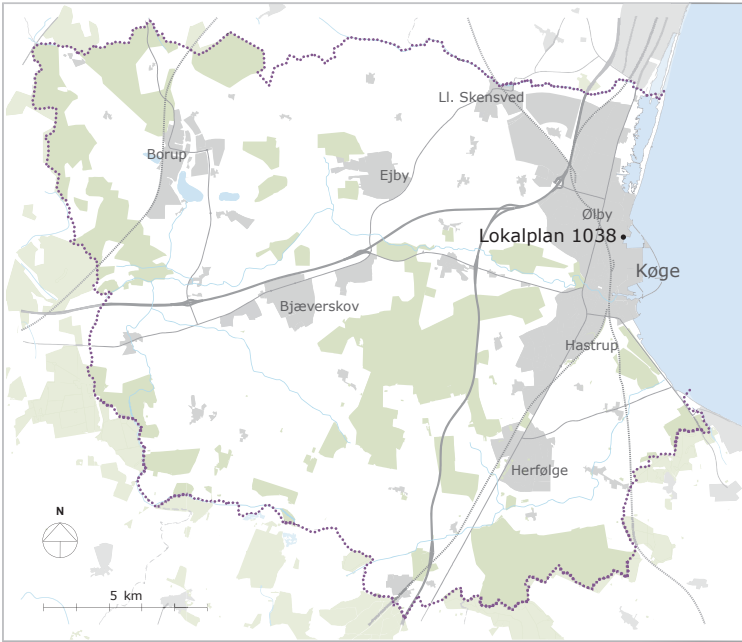 Ll. Skensved
Borup
Ejby
Ølby
Lokalplan 1038
Køge
Bjæverskov
Hastrup
Herfølge
N
5 km